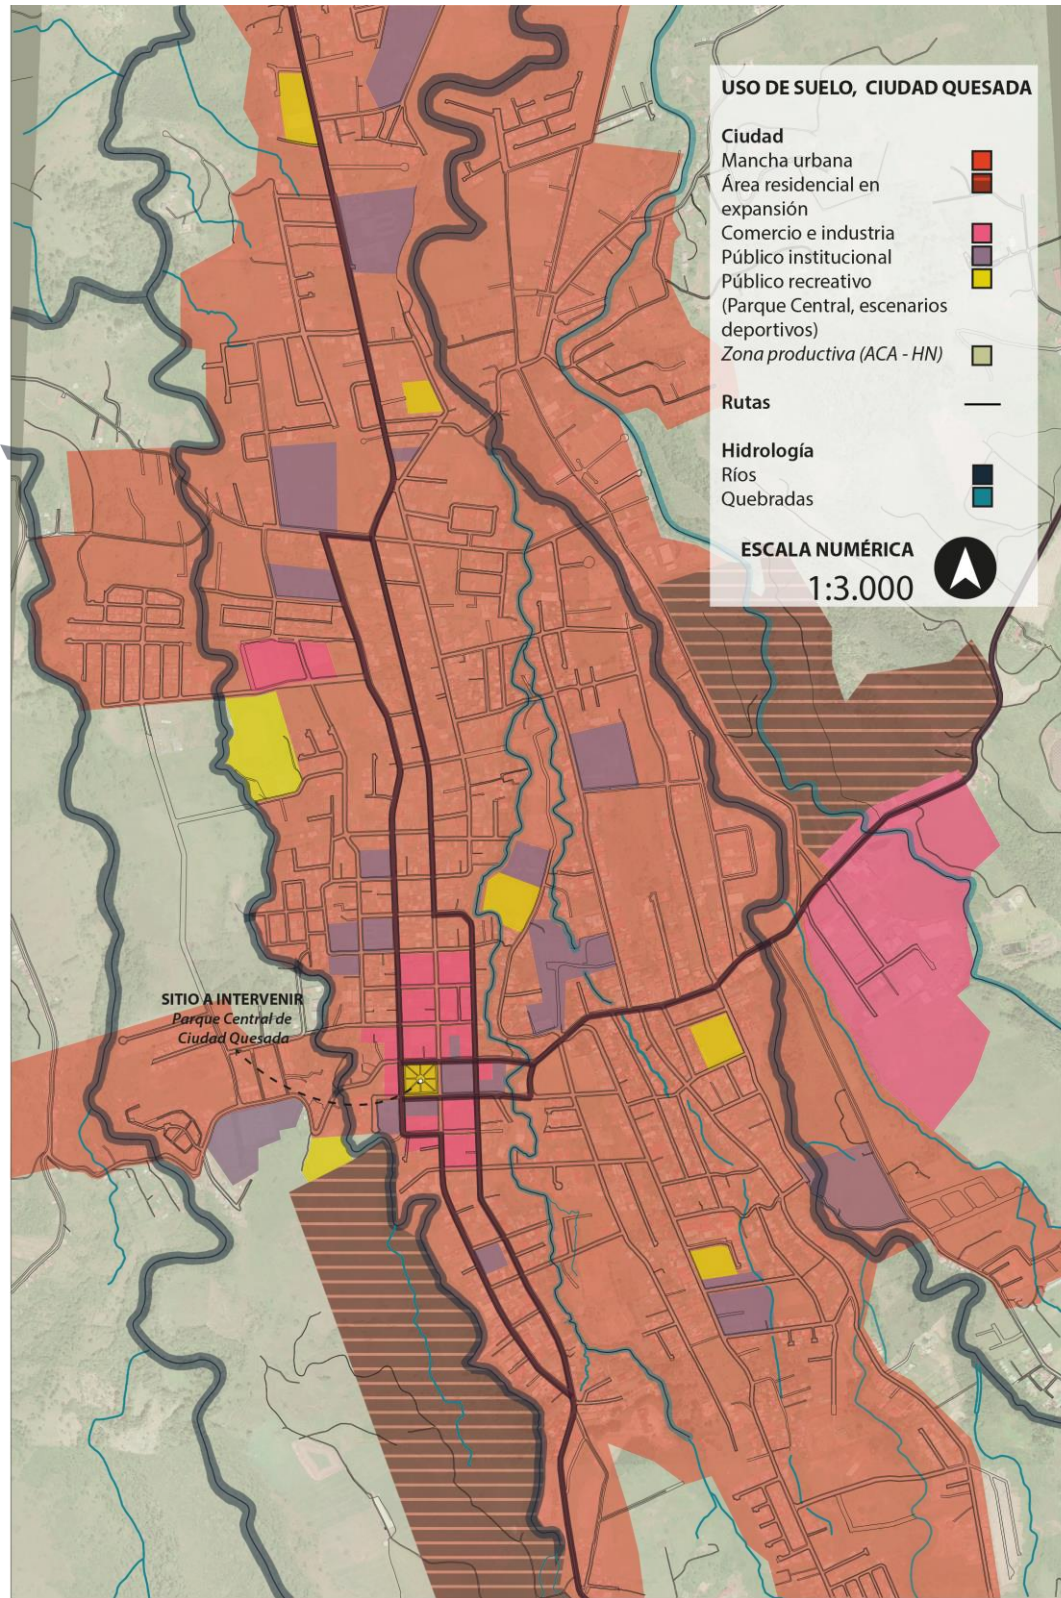 USO DE SUELO, CIUDAD QUESADA
Ciudad
Mancha urbana
Área residencial en
expansión
Comercio e industria
Público institucional
Público recreativo
(Parque Central, escenarios
deportivos)
Zona productiva (ACA - HN)
Rutas
Hidrología
Ríos
Quebradas
ESCALA NUMÉRICA
1:3.000
SITIO A INTERVENIR
Parque Central de
Ciudad Quesada